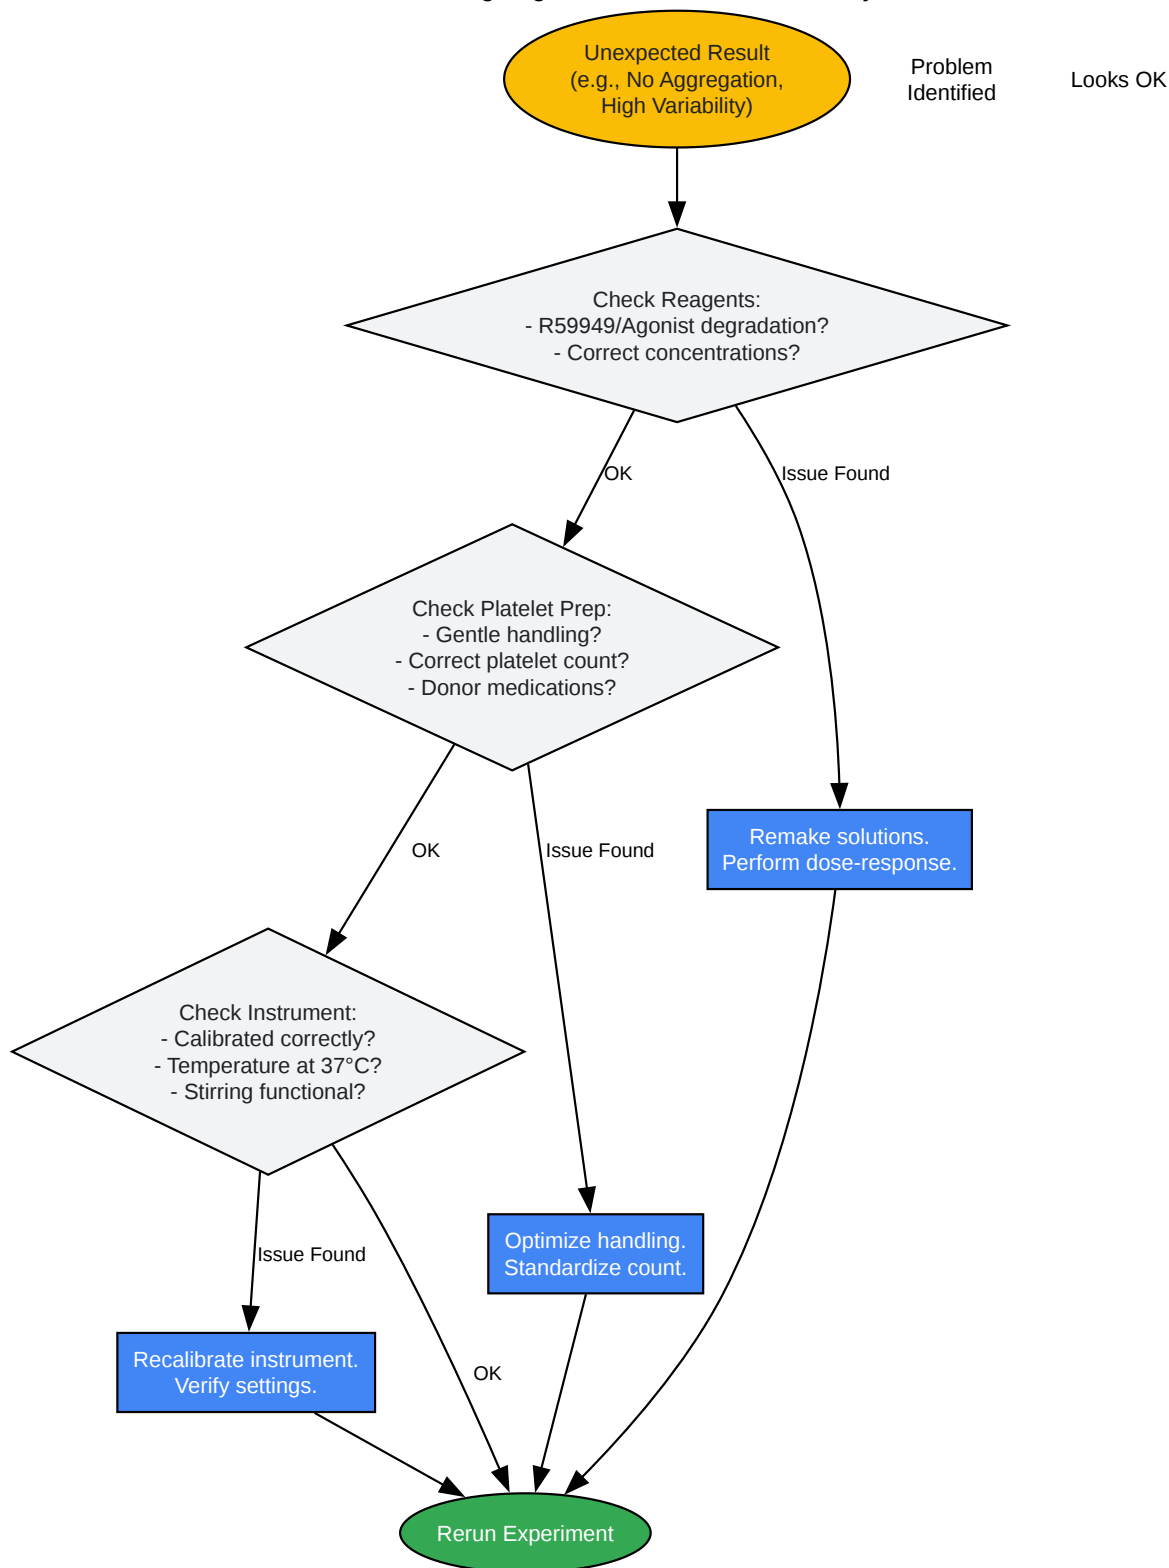 Unexpected Result
(e.g., No Aggregation,
High Variability)
Problem
Identified
Looks OK
Check Reagents:
- R59949/Agonist degradation?
- Correct concentrations?
OK
Issue Found
Check Platelet Prep:
- Gentle handling?
- Correct platelet count?
- Donor medications?
OK
Issue Found
Remake solutions.
Perform dose-response.
Check Instrument:
- Calibrated correctly?
- Temperature at 37°C?
- Stirring functional?
Issue Found
Optimize handling.
Standardize count.
Recalibrate instrument.
Verify settings.
OK
Rerun Experiment